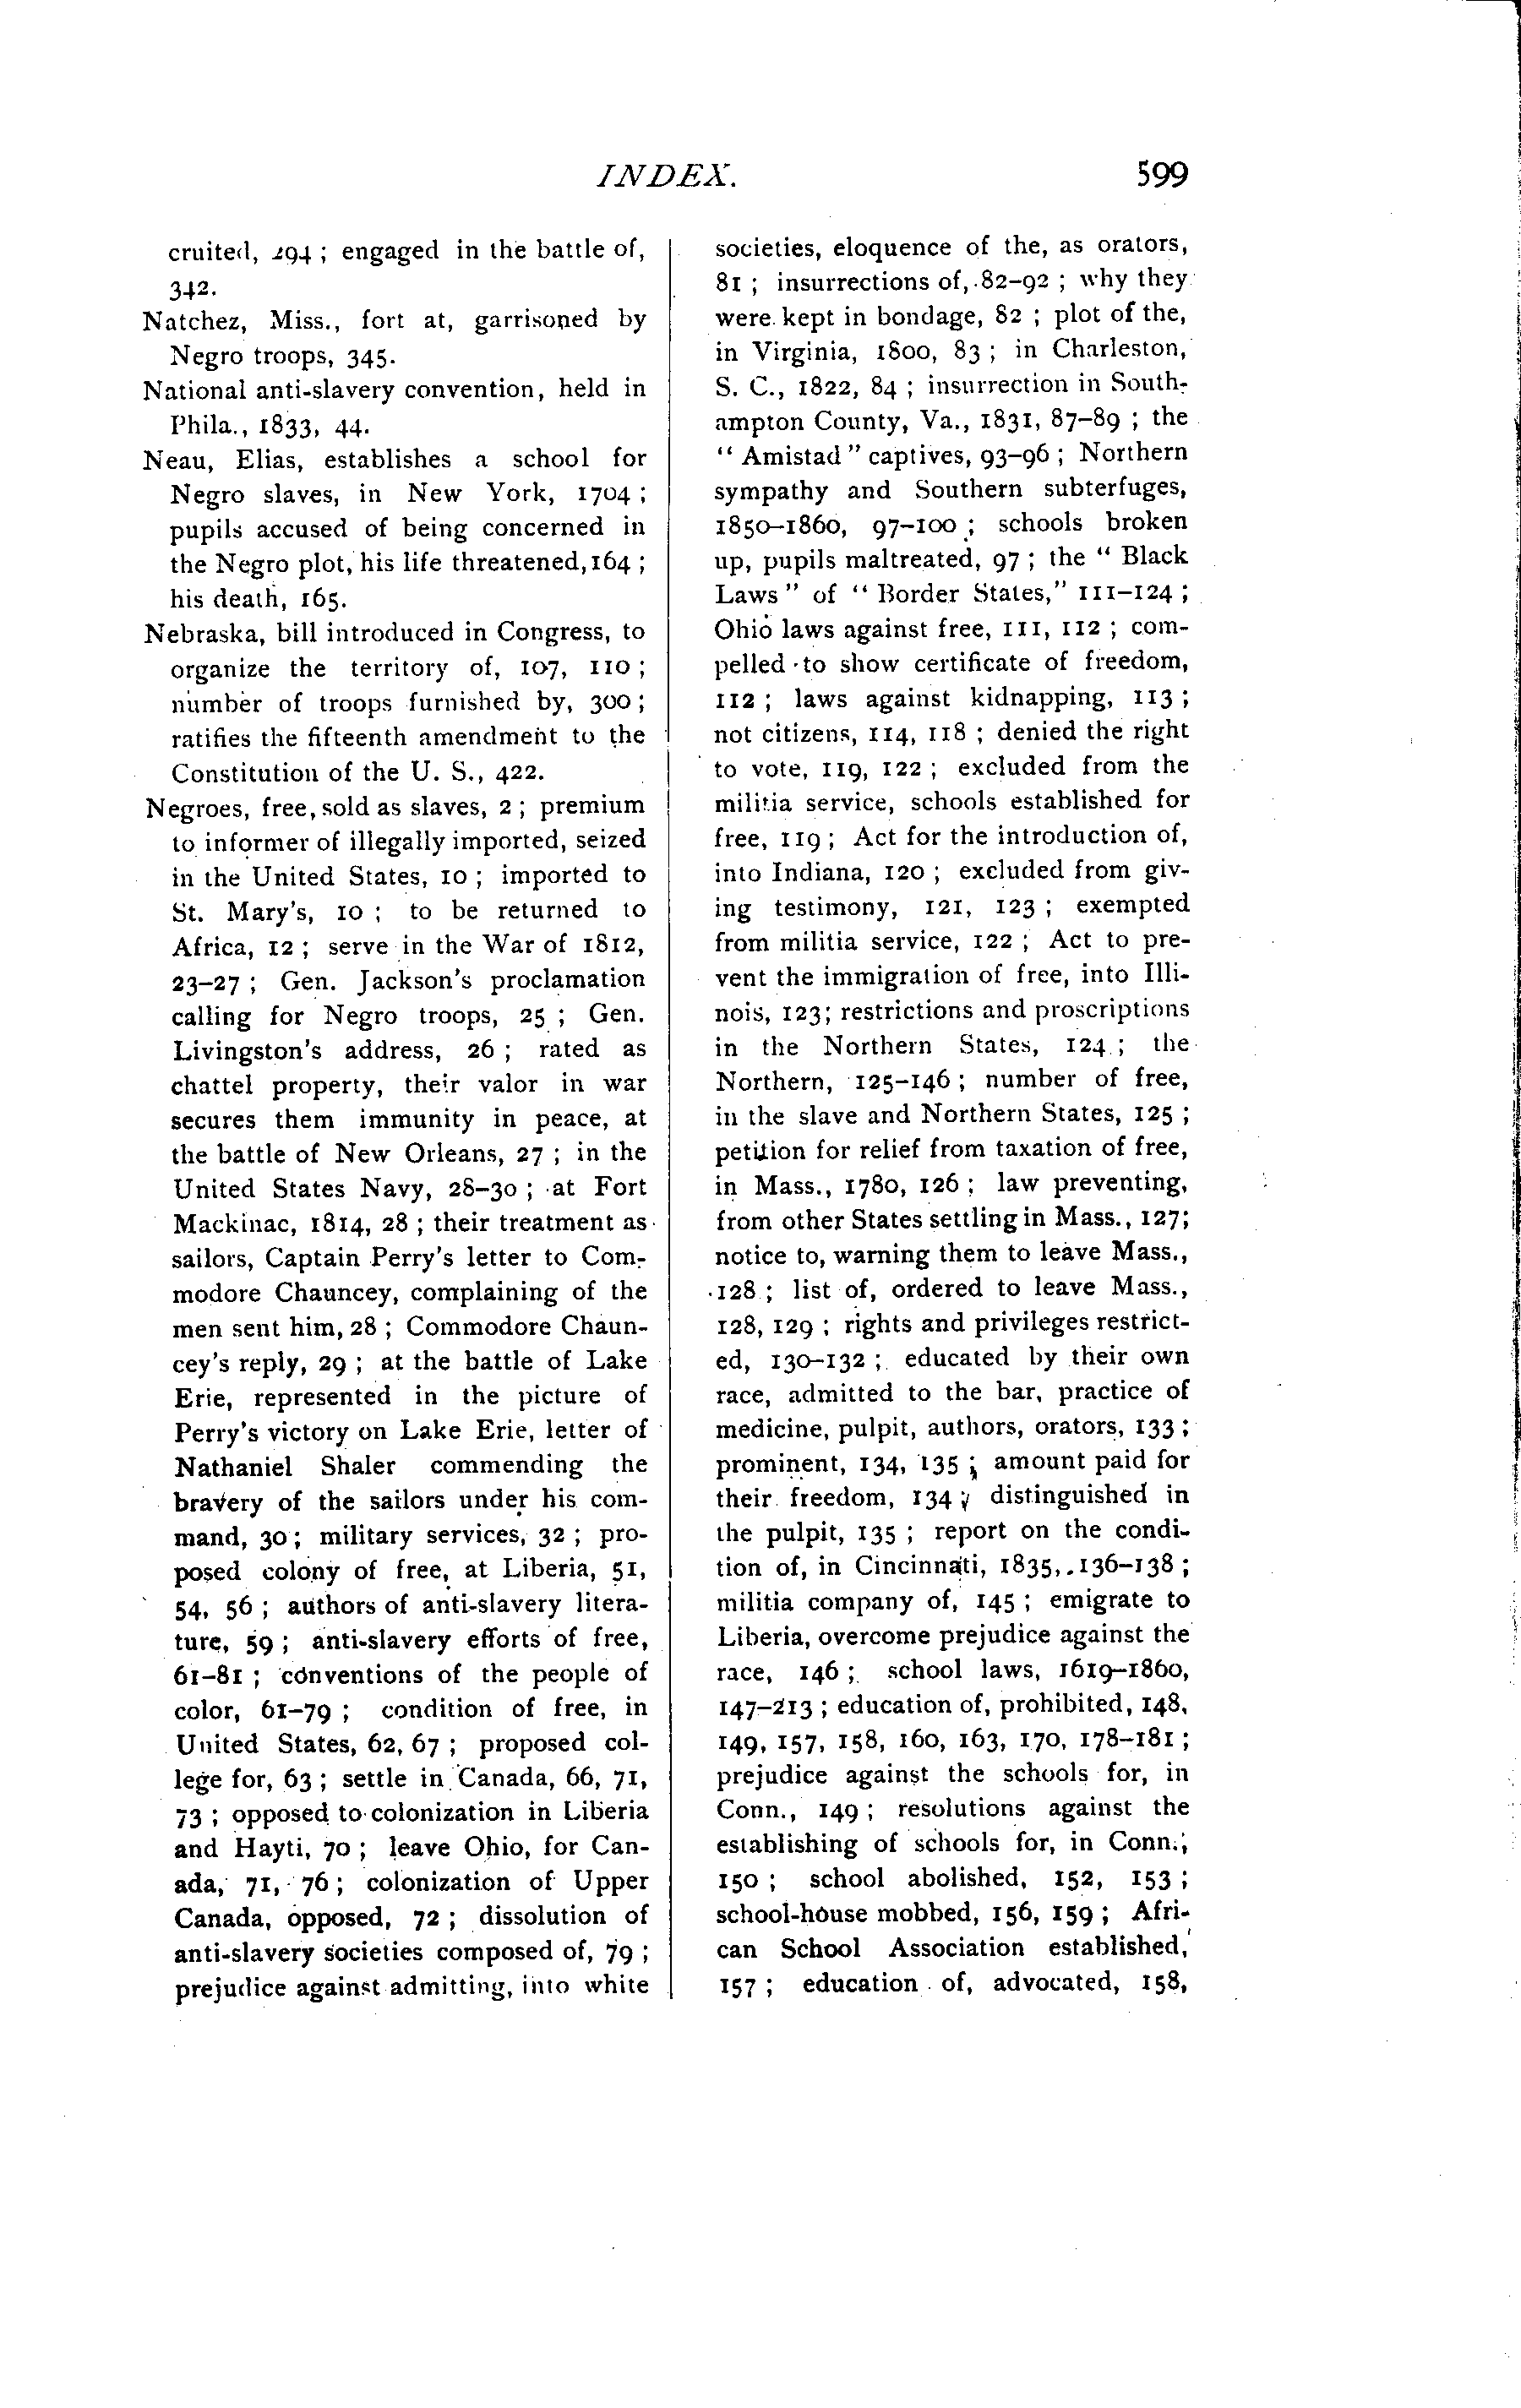 INDEX. 599
cruited, 294 ; engaged in the battle of,
342.
Natchez, Miss., fort at, garrisoned by
Negro troops, 345.
National anti-slavery convention, held in
Phila., 1833, 44.
Neau, Elias, establishes a school for
Negro slaves, in New York, 1704 ;
pupils accused of being concerned in
the Negro plot, his life threatened, 164 ;
his death, 165.
Nebraska, bill introduced in Congress, to
organize the territory of, 107, 110 ;
number of troops furnished by, 300 ;
ratifies the fifteenth amendment to the
Constitution of the U. S., 422.
Negroes, free, sold as slaves, 2 ; premium
to informer of illegally imported, seized
in the United States, 10 ; imported to
St. Mary's, 10 ; to be returned to
Africa, 12 ; serve in the War of 1812,
23-27 ; Gen. Jackson's proclamation
calling for Negro troops, 25 ; Gen.
Livingston's address, 26 ; rated as
chattel property, their valor in war
secures them immunity in peace, at
the battle of New Orleans, 27 ; in the
United States Navy, 28-30 ; at Fort
Mackinac, 1814, 28 ; their treatment as
sailors, Captain Perry's letter to Com-
modore Chauncey, complaining of the
men sent him, 28 ; Commodore Chaun-
cey's reply, 29 ; at the battle of Lake
Erie, represented in the picture of
Perry's victory on Lake Erie, letter of
Nathaniel Shaler commending the
bravery of the sailors under his com-
mand, 30 ; military services, 32 ; pro-
posed colony of free, at Liberia, 51,
54, 56 ; authors of anti-slavery litera-
ture, 59 ; anti-slavery efforts of free,
61-81 ; conventions of the people of
color, 61-79 ; condition of free, in
United States, 62, 67 ; proposed col-
lege for, 63 ; settle in Canada, 66, 71,
73 ; opposed to colonization in Liberia
and Hayti, 70 ; leave Ohio, for Can-
ada, 71, 76 ; colonization of Upper
Canada, opposed, 72 ; dissolution of
anti-slavery societies composed of, 79 ;
prejudice against admitting, into white
societies, eloquence of the, as orators,
81 ; insurrections of, 82-92 ; why they
were kept in bondage, 82 ; plot of the,
in Virginia, 1800, 83 ; in Charleston,
S. C., 1822, 84 ; insurrection in South-
ampton County, Va., 1831, 87-89 ; the
" Amistad " captives, 93-96 ; Northern
sympathy and Southern subterfuges,
1850-1860, 97-100 ; schools broken
up, pupils maltreated, 97 ; the " Black
Laws " of " Border States," 111-124 ;
Ohio laws against free, 111, 112 ; com-
pelled to show certificate of freedom,
112 ; laws against kidnapping, 113 ;
not citizens, 114, 118 ; denied the right
to vote, 119, 122 ; excluded from the
militia service, schools established for
free, 119 ; Act for the introduction of,
into Indiana, 120 ; excluded from giv-
ing testimony, 121, 123 ; exempted
from militia service, 122 ; Act to pre-
vent the immigration of free, into Illi-
nois, 123; restrictions and proscriptions
in the Northern States, 124 ; the
Northern, 125-146 ; number of free,
in the slave and Northern States, 125 ;
petition for relief from taxation of free,
in Mass., 1780, 126 ; law preventing,
from other States settling in Mass., 127;
notice to, warning them to leave Mass.,
128 ; list of, ordered to leave Mass.,
128, 129 ; rights and privileges restrict-
ed, 130-132 ; educated by their own
race, admitted to the bar, practice of
medicine, pulpit, authors, orators, 133 ;
prominent, 134, 135 ; amount paid for
their freedom, 134 ; distinguished in
the pulpit, 135 ; report on the condi-
tion of, in Cincinnati, 1835, 136-138 ;
militia company of, 145 ; emigrate to
Liberia, overcome prejudice against the
race, 146 ; school laws, 1619-1860,
147-213 ; education of, prohibited, 148,
149, 157, 158, 160, 163, 170, 178-181 ;
prejudice against the schools for, in
Conn., 149 ; resolutions against the
establishing of schools for, in Conn.,
150 ; school abolished, 152, 153 ;
school-house mobbed, 156, 159 ; Afri-
can School Association established,
157 ; education of, advocated, 158,